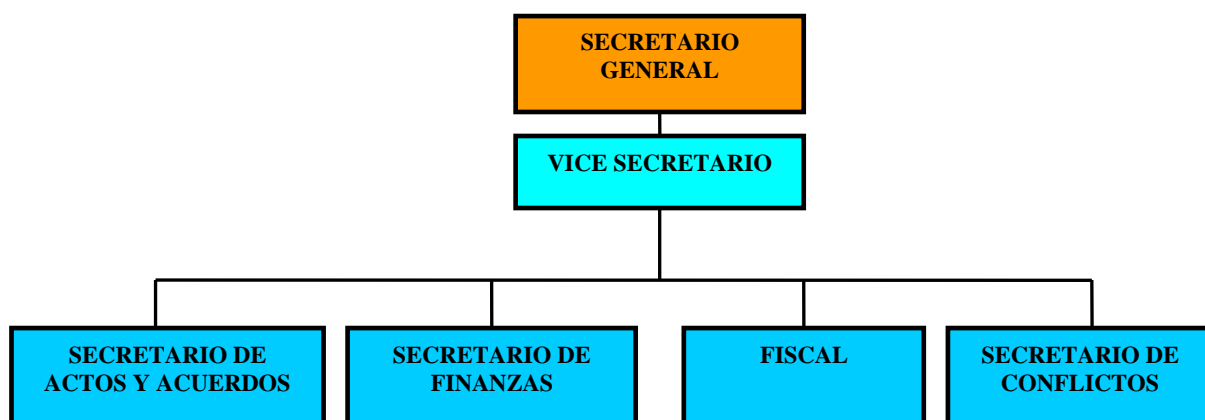 SECRETARIO
GENERAL
VICE SECRETARIO
SECRETARIO DE
ACTOS Y ACUERDOS
SECRETARIO DE
FINANZAS
FISCAL
SECRETARIO DE
CONFLICTOS